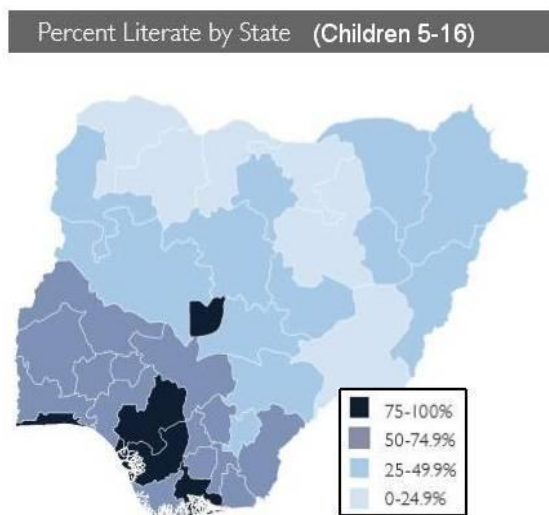 Percent Literate by State (Children 5-16)
75-100%
50-74.9%
25-49.9%
0-24.9%